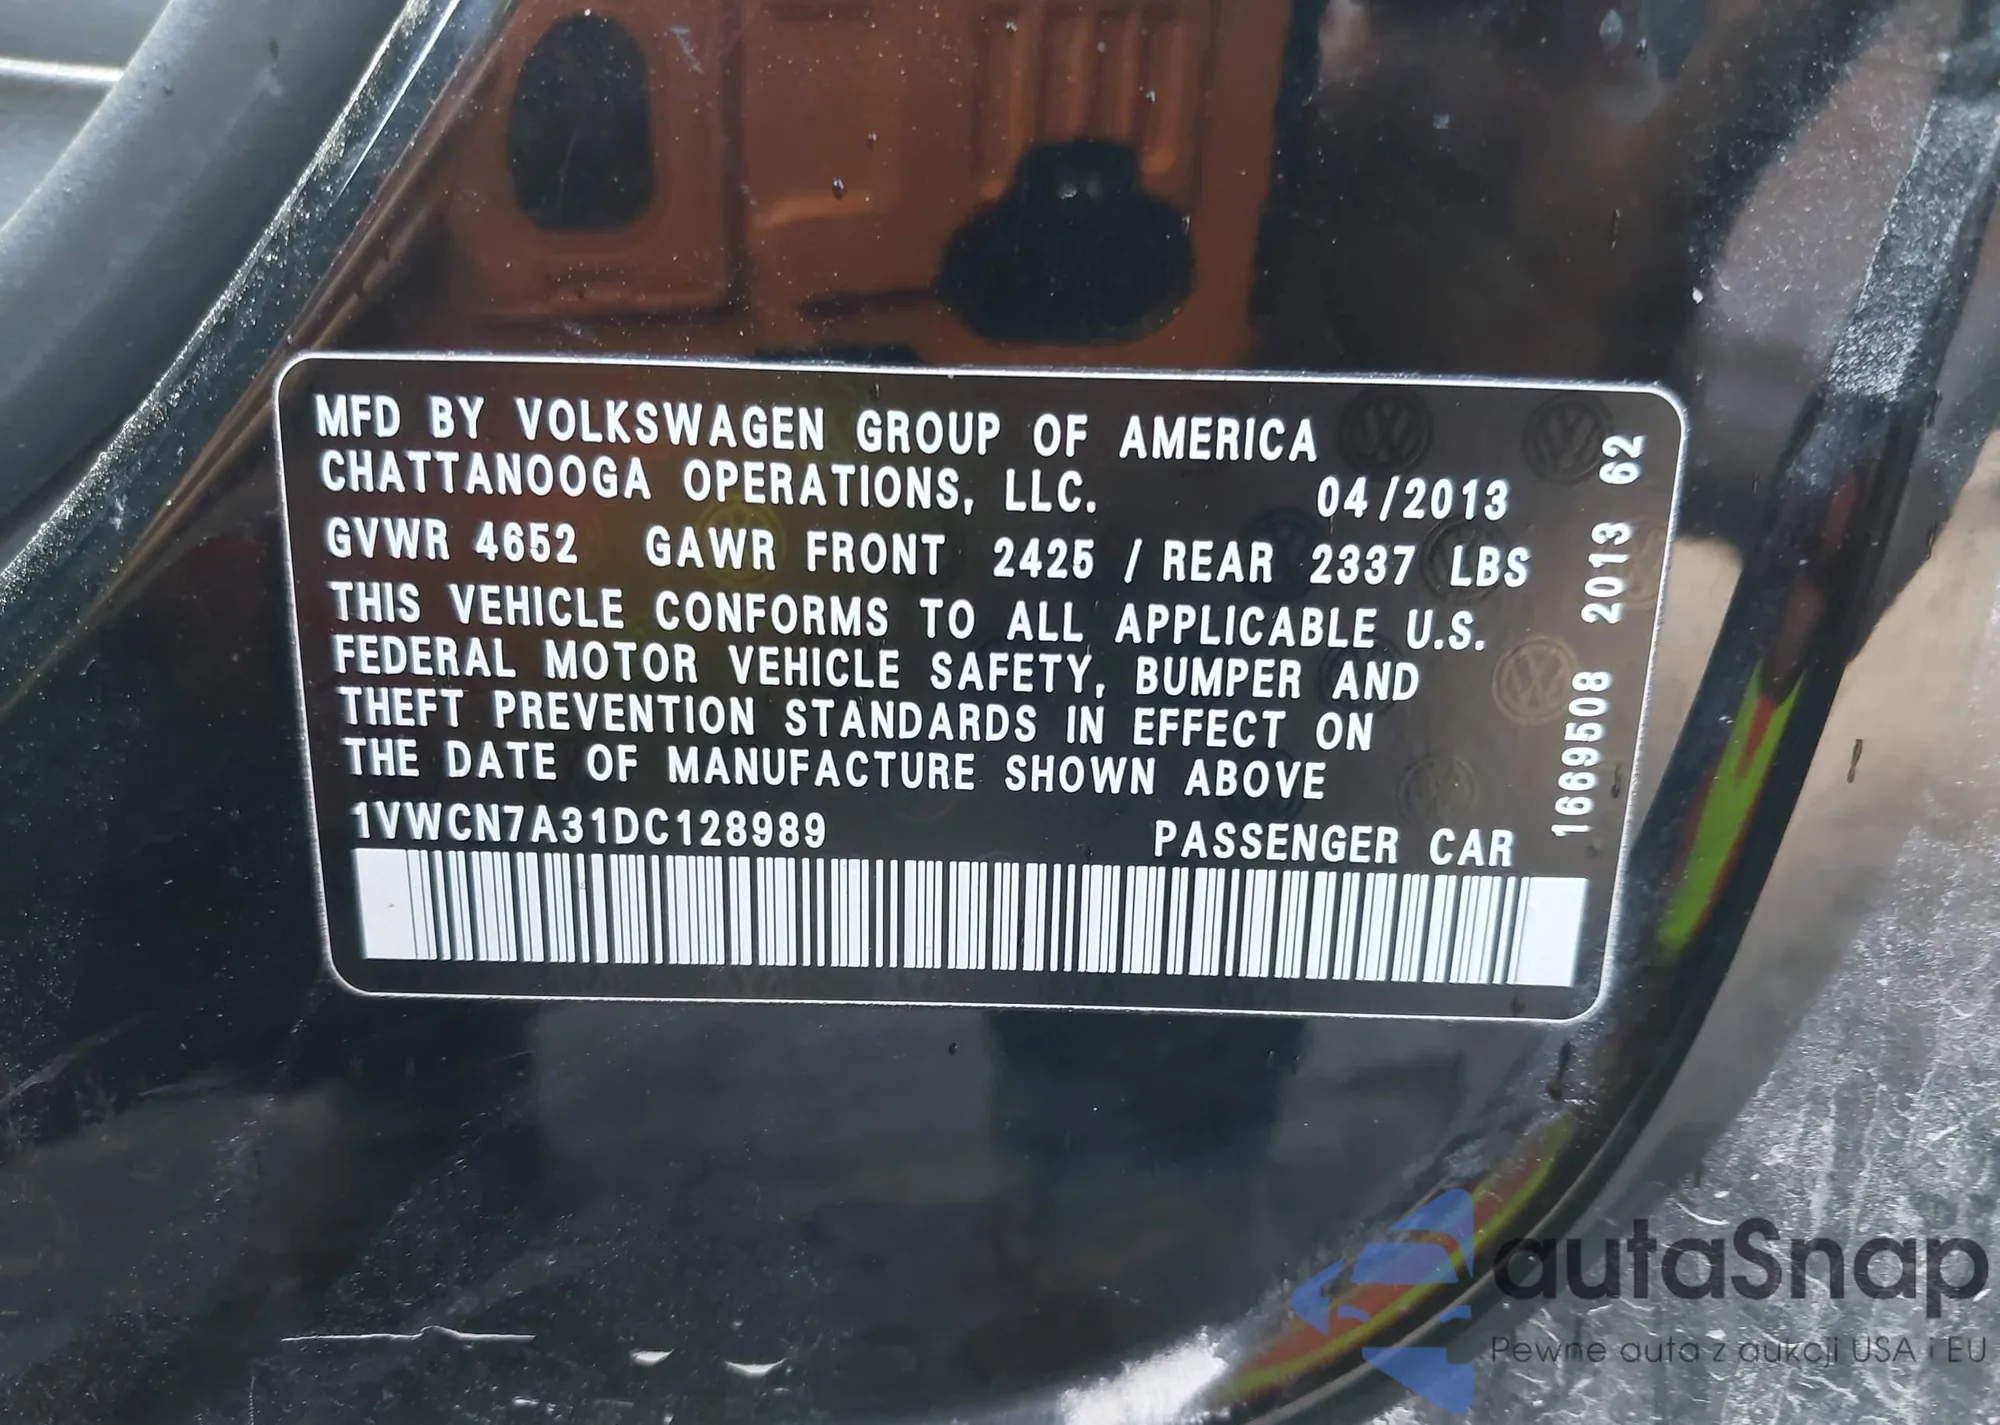 MFD BY VOLKSWAGEN GROUP OF AMERICA
CHATTANOOGA OPERATIONS, LLC. 04/2013
GVWR 4652 GAWR FRONT 2425 / REAR 2337 LBS
THIS VEHICLE CONFORMS TO ALL APPLICABLE U.S.
FEDERAL MOTOR VEHICLE SAFETY, BUMPER AND
THEFT PREVENTION STANDARDS IN EFFECT ON
THE DATE OF MANUFACTURE SHOWN ABOVE
1VWCN7A31DC128989 PASSENGER CAR
1669508 2013 62
autaSnap
Pewne auta z aukcji USA i EU